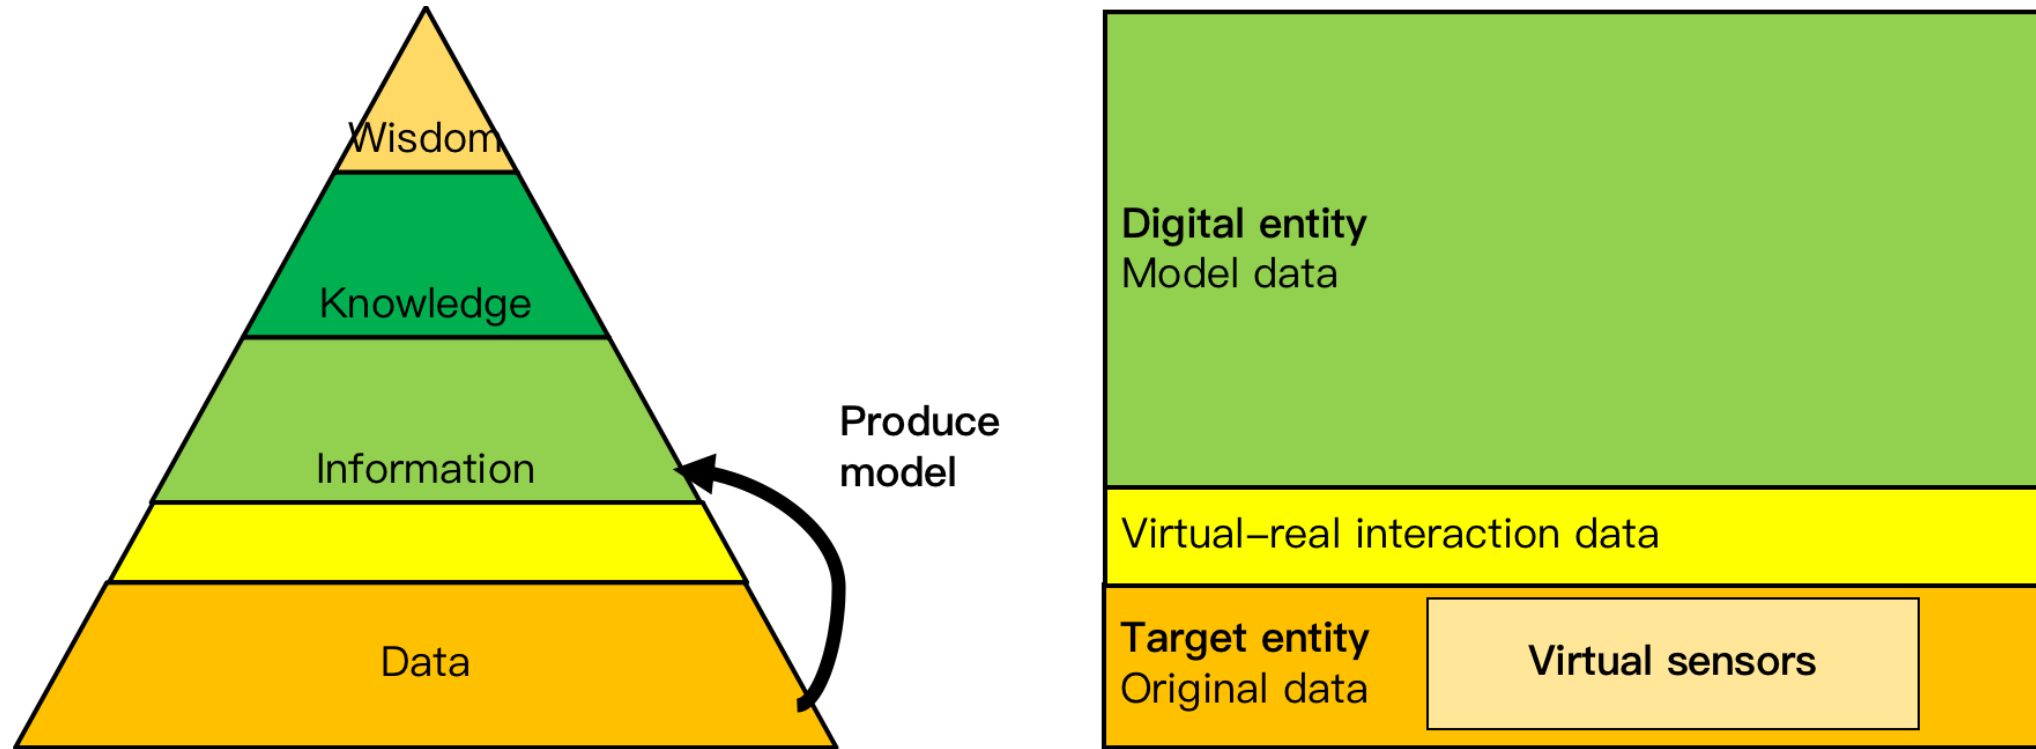 Wisdom
Knowledge
Information
Data
Produce
model
Digital entity
Model data
Virtual–real interaction data
Target entity
Original data
Virtual sensors